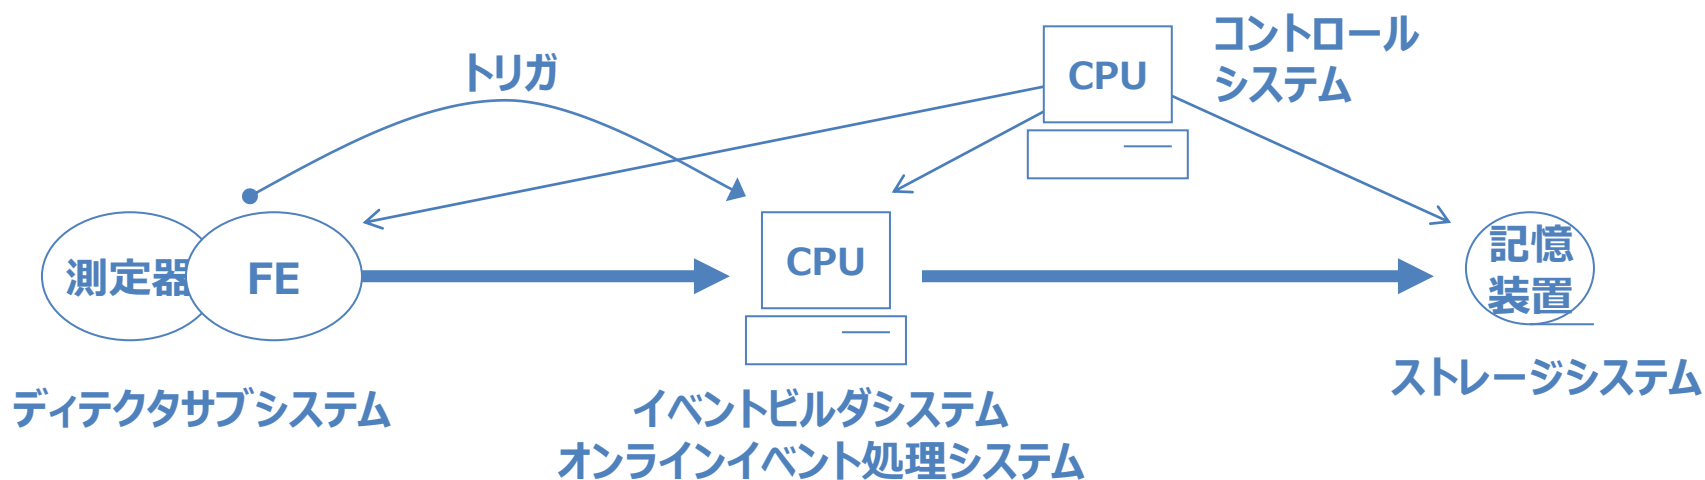 コントロール
システム
トリガ
CPU
測定器
FE
CPU
記憶
装置
ディテクタサブシステム
イベントビルダシステム
オンラインイベント処理システム
ストレージシステム